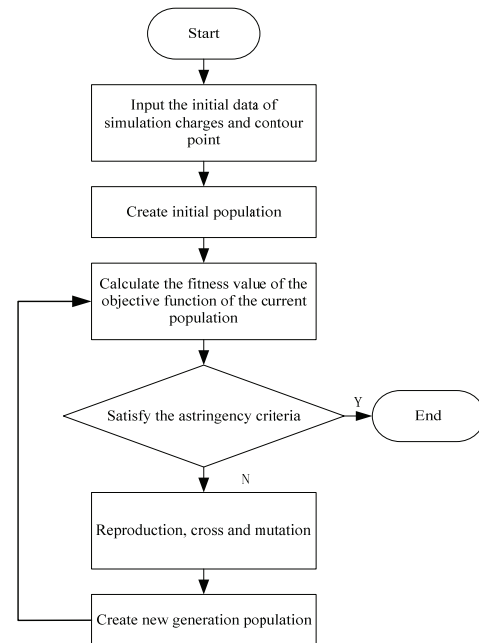 Start
Input the initial data of
simulation charges and contour
point
Create initial population
Calculate the fitness value of the
objective function of the current
population
Satisfy the astringency criteria
Y
End
N
Reproduction, cross and mutation
Create new generation population